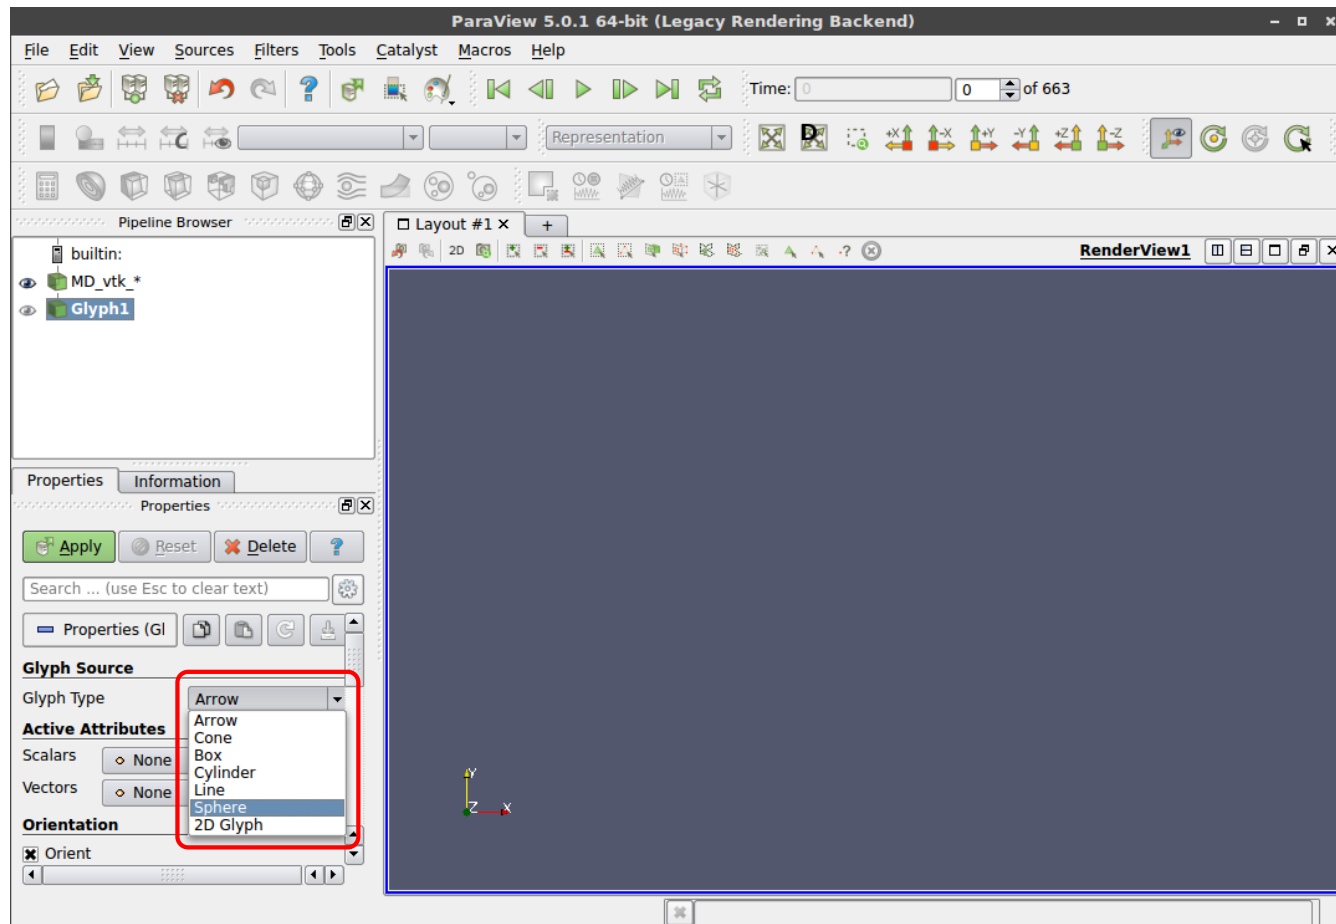 ParaView 5.0.1 64-bit (Legacy Rendering Backend)
File Edit View Sources Filters Tools Catalyst Macros Help
Time: 0 0 of 663
Representation
+X -X +Y -Y +Z -Z
Pipeline Browser
Layout #1 +
builtin:
2D
RenderView1
MD_vtk_*
Glyph1
Properties Information
Properties
Apply Reset Delete ?
Search ... (use Esc to clear text)
Properties (Gl
Glyph Source
Glyph Type Arrow
Arrow
Active Attributes
Cone
Scalars None
Box
Cylinder
Vectors None
Line
Sphere
Orientation
2D Glyph
Orient
Y
Z X